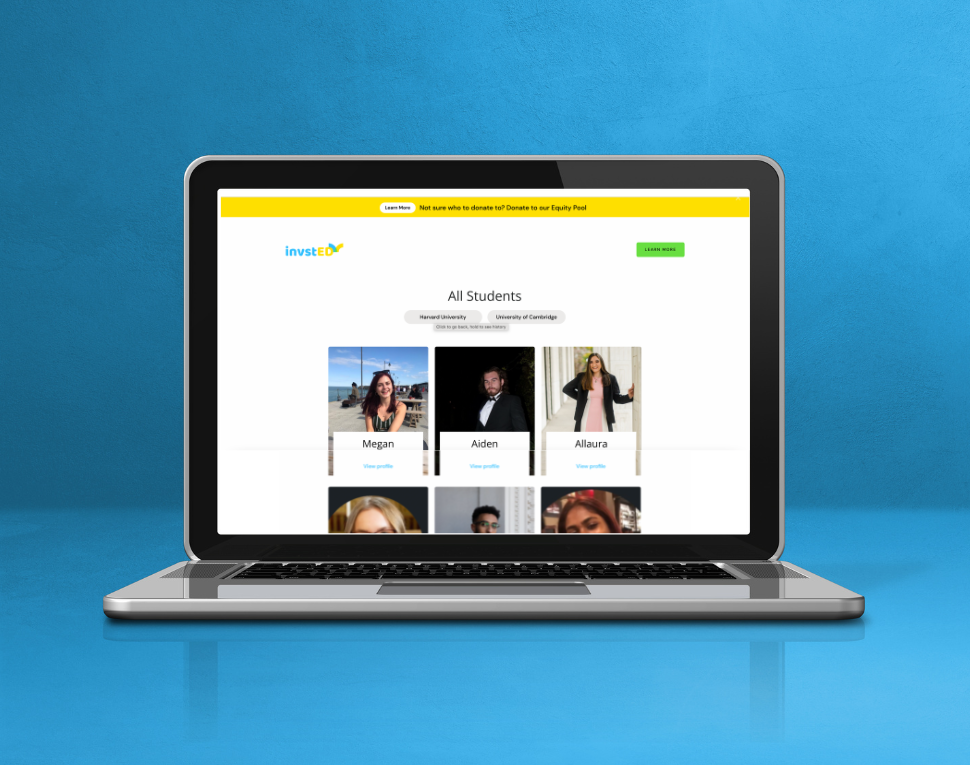 Learn More Not sure who to donate to? Donate to our Equity Pool
invstED
LEARN MORE
All Students
Harvard University University of Cambridge
Click to go back, hold to see history
Megan Aiden Allaura
View profile View profile View profile